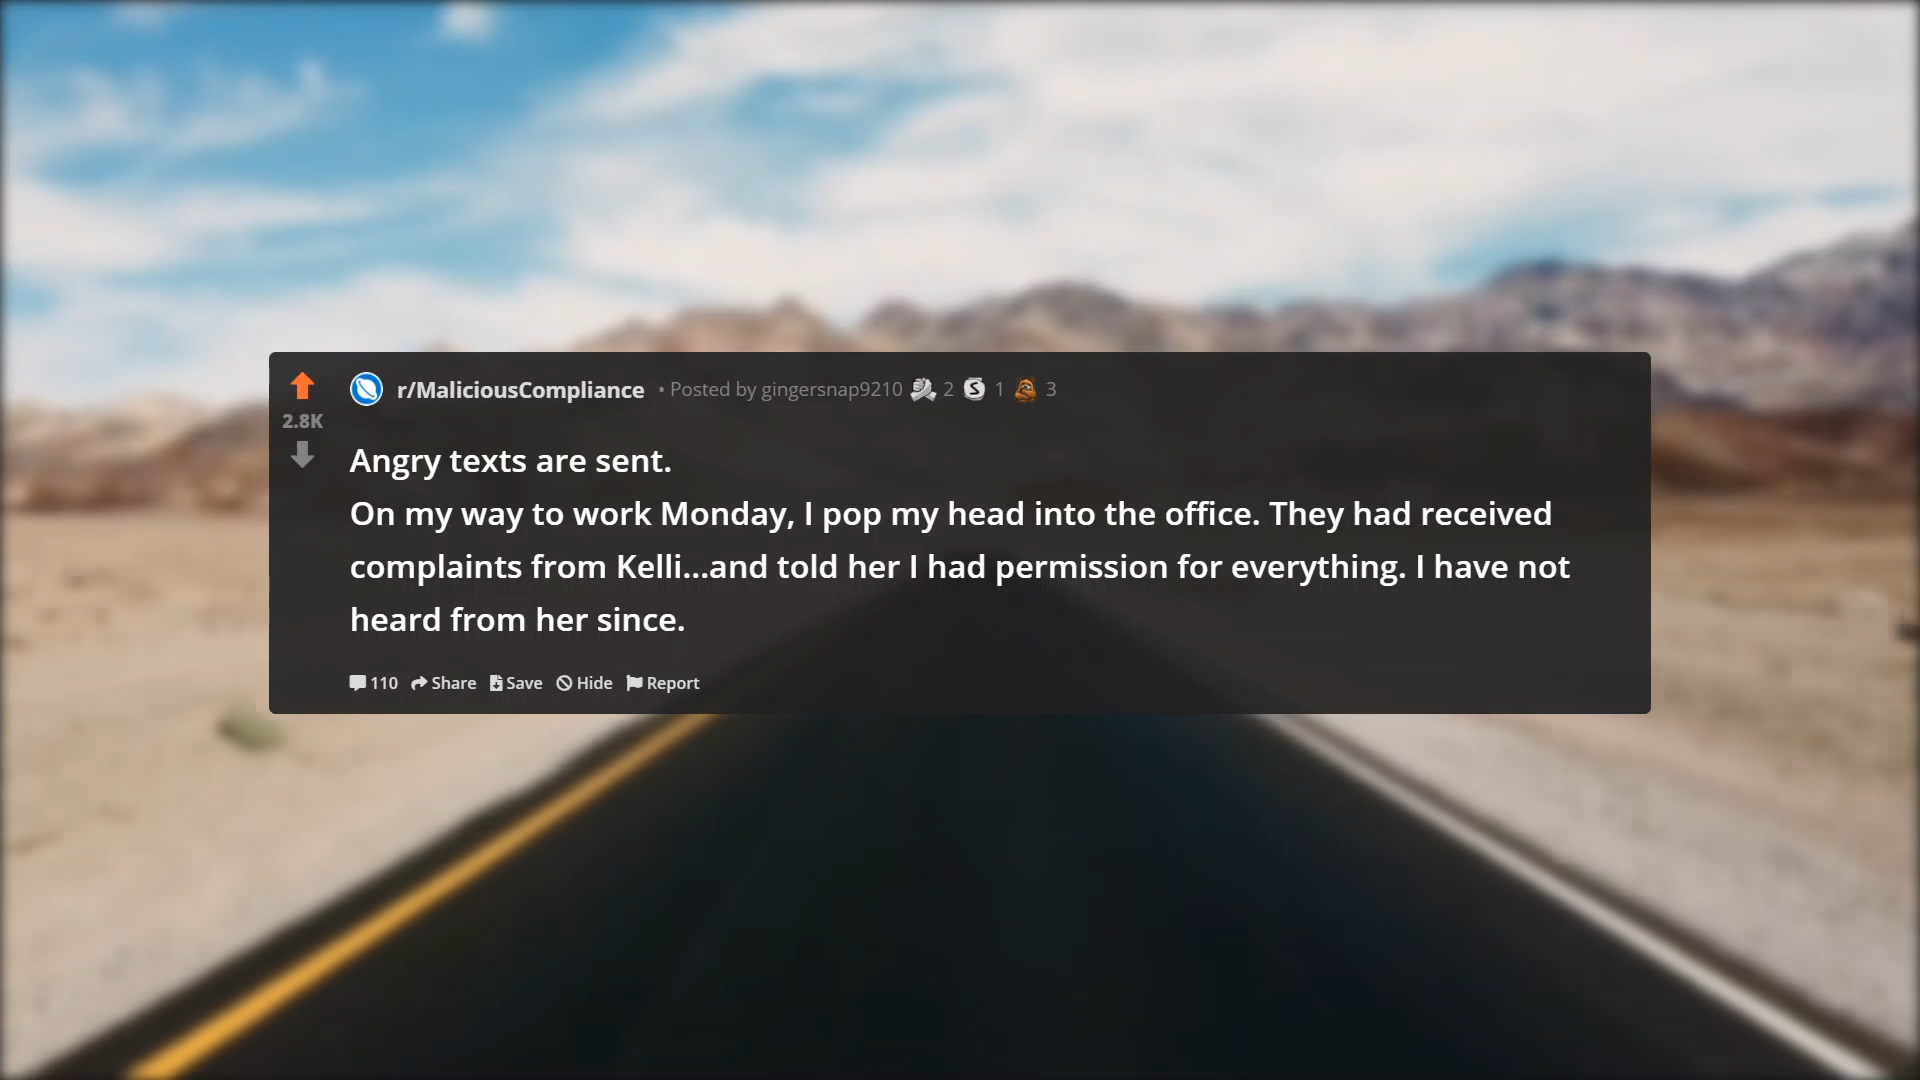 r/MaliciousCompliance • Posted by gingersnap9210 2 1 3
2.8K
Angry texts are sent.
On my way to work Monday, I pop my head into the office. They had received
complaints from Kelli...and told her I had permission for everything. I have not
heard from her since.
110 Share Save Hide Report